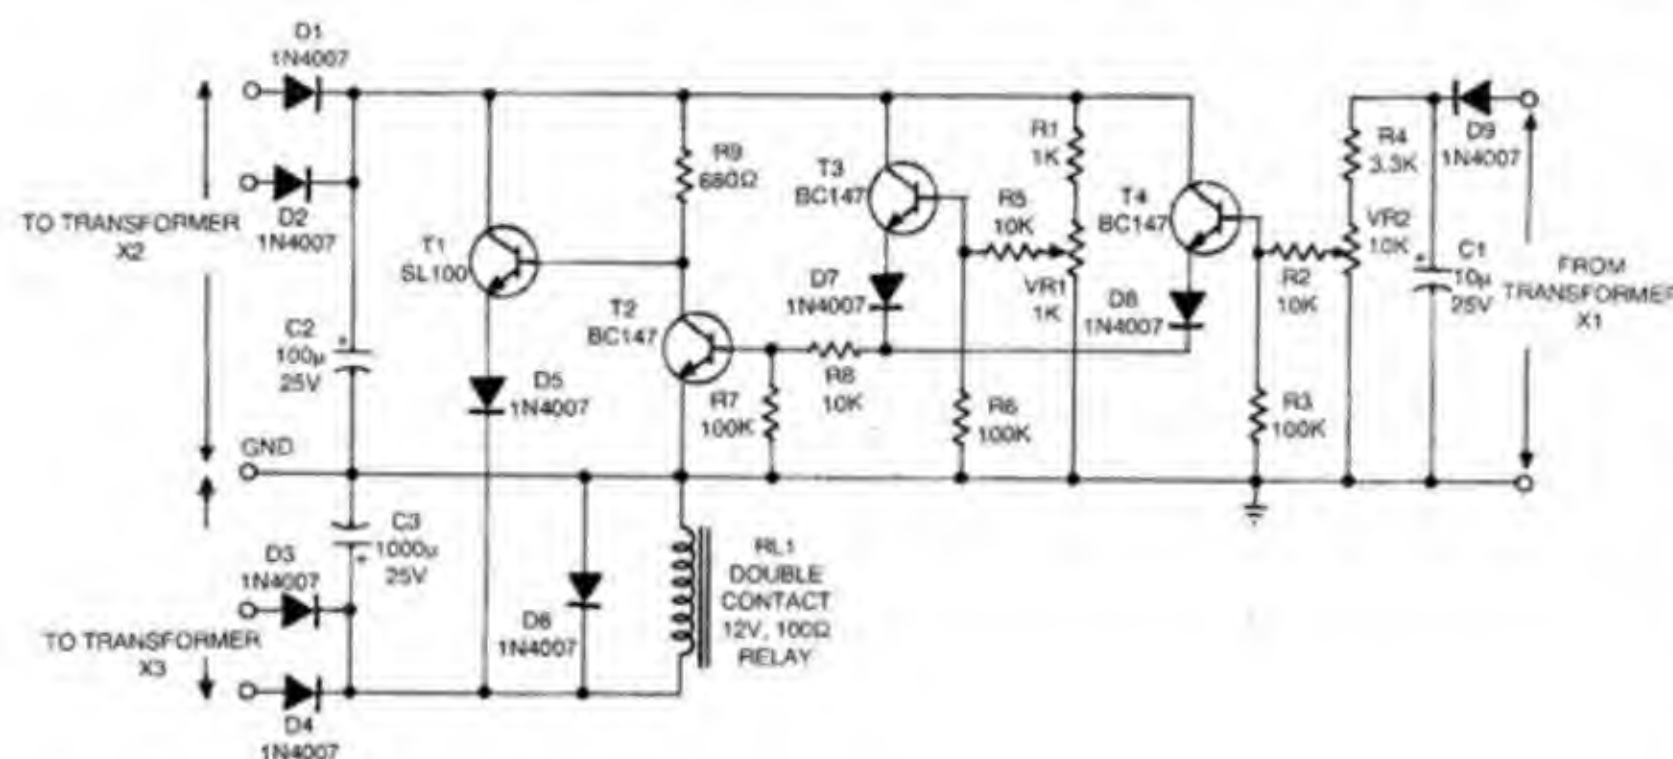 D1
1N4007
D2
1N4007
TO TRANSFORMER
X2
C2
100µ
25V
+
GND
C3
1000µ
25V
+
D3
1N4007
TO TRANSFORMER
X3
D4
1N4007
T1
SL100
D5
1N4007
D6
1N4007
R9
680Ω
T2
BC147
R7
100K
R8
10K
RL1
DOUBLE
CONTACT
12V, 100Ω
RELAY
T3
BC147
D7
1N4007
R5
10K
R6
100K
R1
1K
VR1
1K
T4
BC147
D8
1N4007
R2
10K
R3
100K
R4
3.3K
VR2
10K
D9
1N4007
+
C1
10µ
25V
FROM
TRANSFORMER
X1